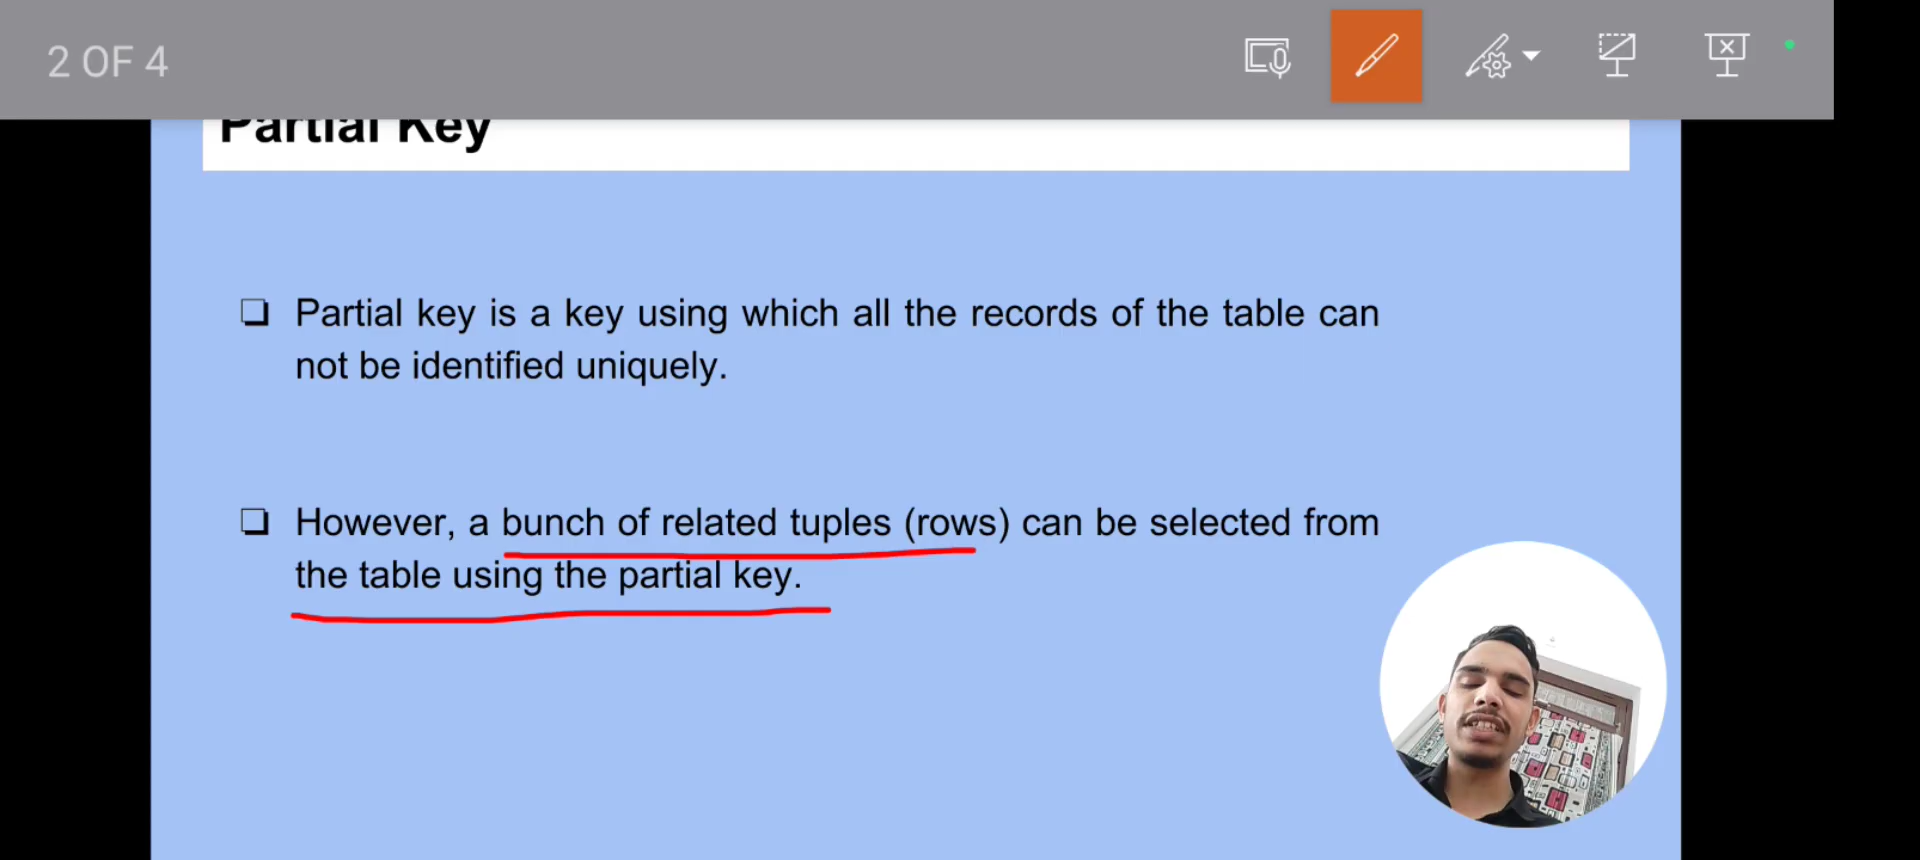 2 OF 4
Partial Key
Partial key is a key using which all the records of the table can
not be identified uniquely.
However, a bunch of related tuples (rows) can be selected from
the table using the partial key.